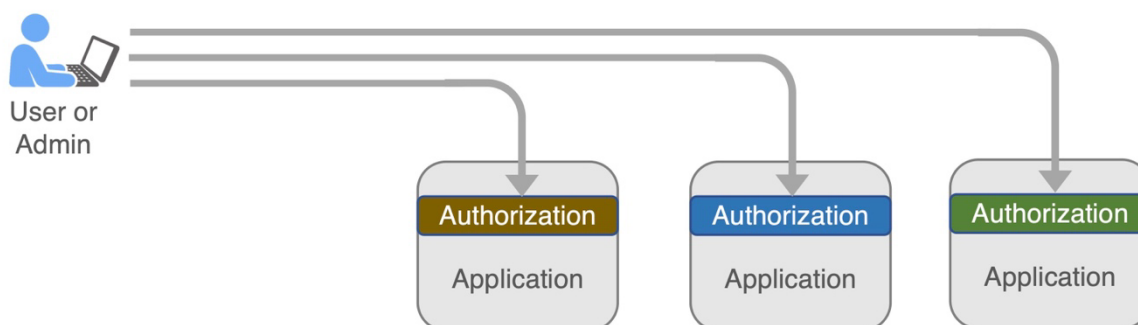 User or
Admin
Authorization
Authorization
Authorization
Application
Application
Application